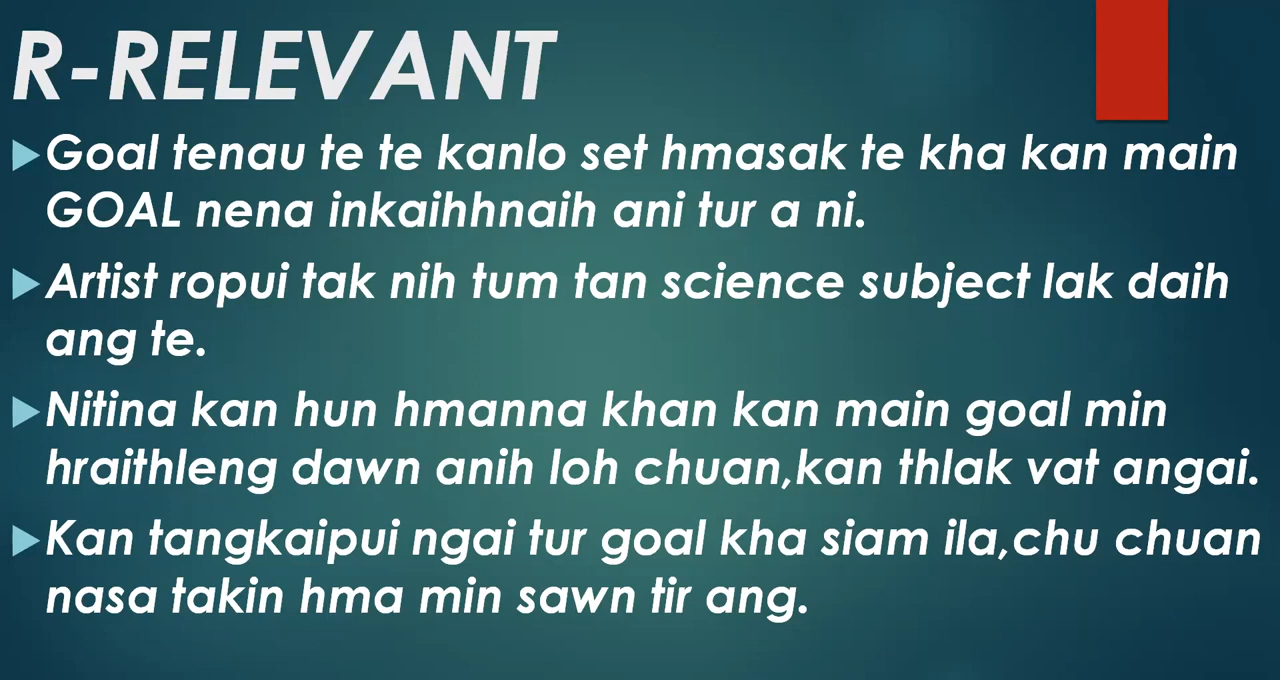 R-RELEVANT
Goal tenau te te kanlo set hmasak te kha kan main
GOAL nena inkaihhnaih ani tur a ni.
Artist ropui tak nih tum tan science subject lak daih
ang te.
Nitina kan hun hmanna khan kan main goal min
hraithleng dawn anih loh chuan,kan thlak vat angai.
Kan tangkaipui ngai tur goal kha siam ila,chu chuan
nasa takin hma min sawn tir ang.